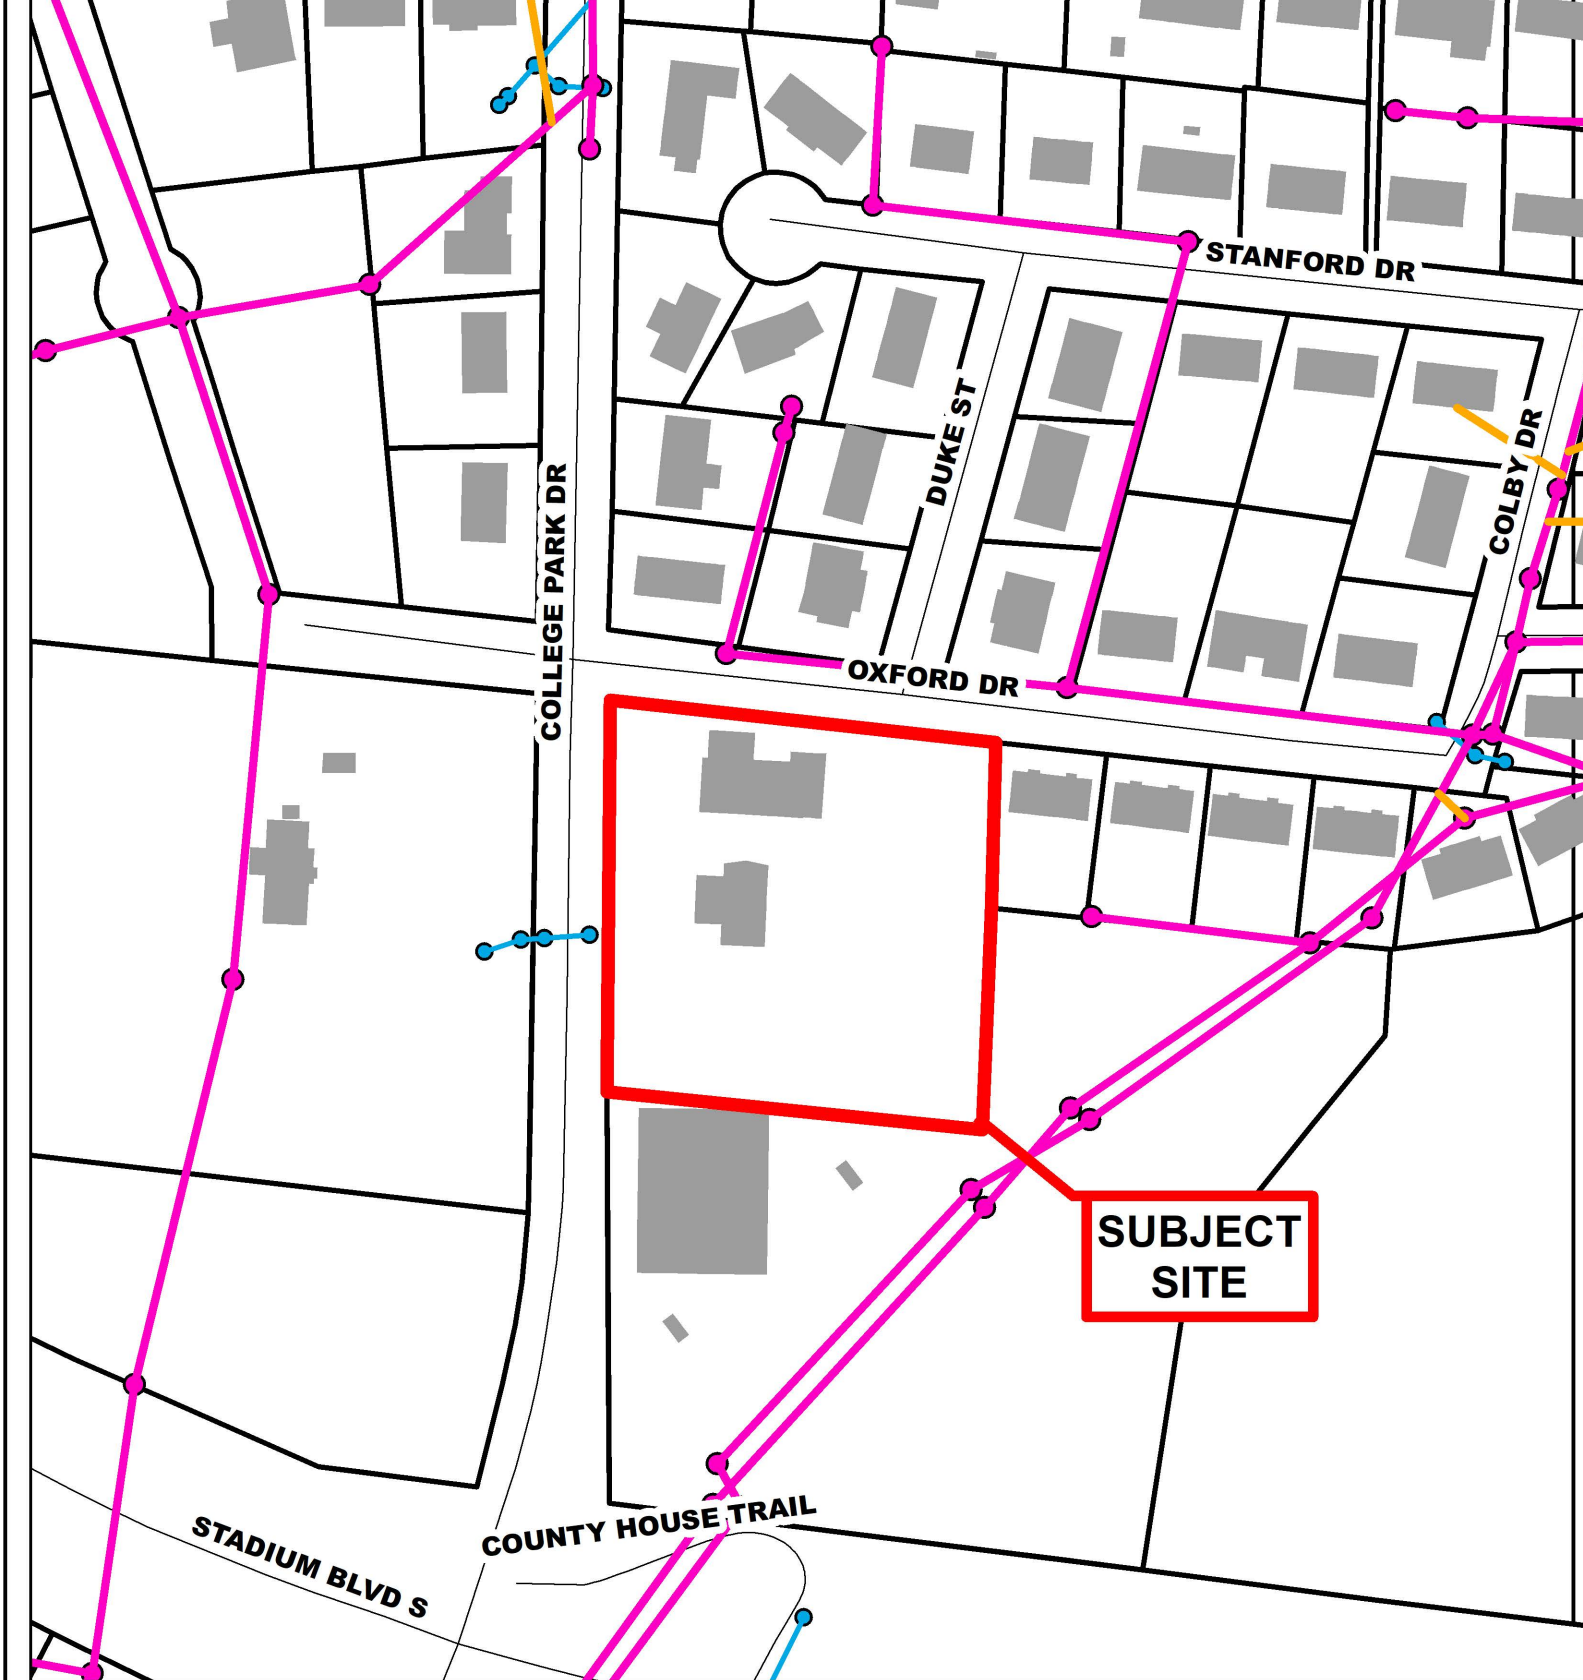 STANFORD DR
DUKE ST
COLBY DR
COLLEGE PARK DR
OXFORD DR
SUBJECT
SITE
COUNTY HOUSE TRAIL
STADIUM BLVD S